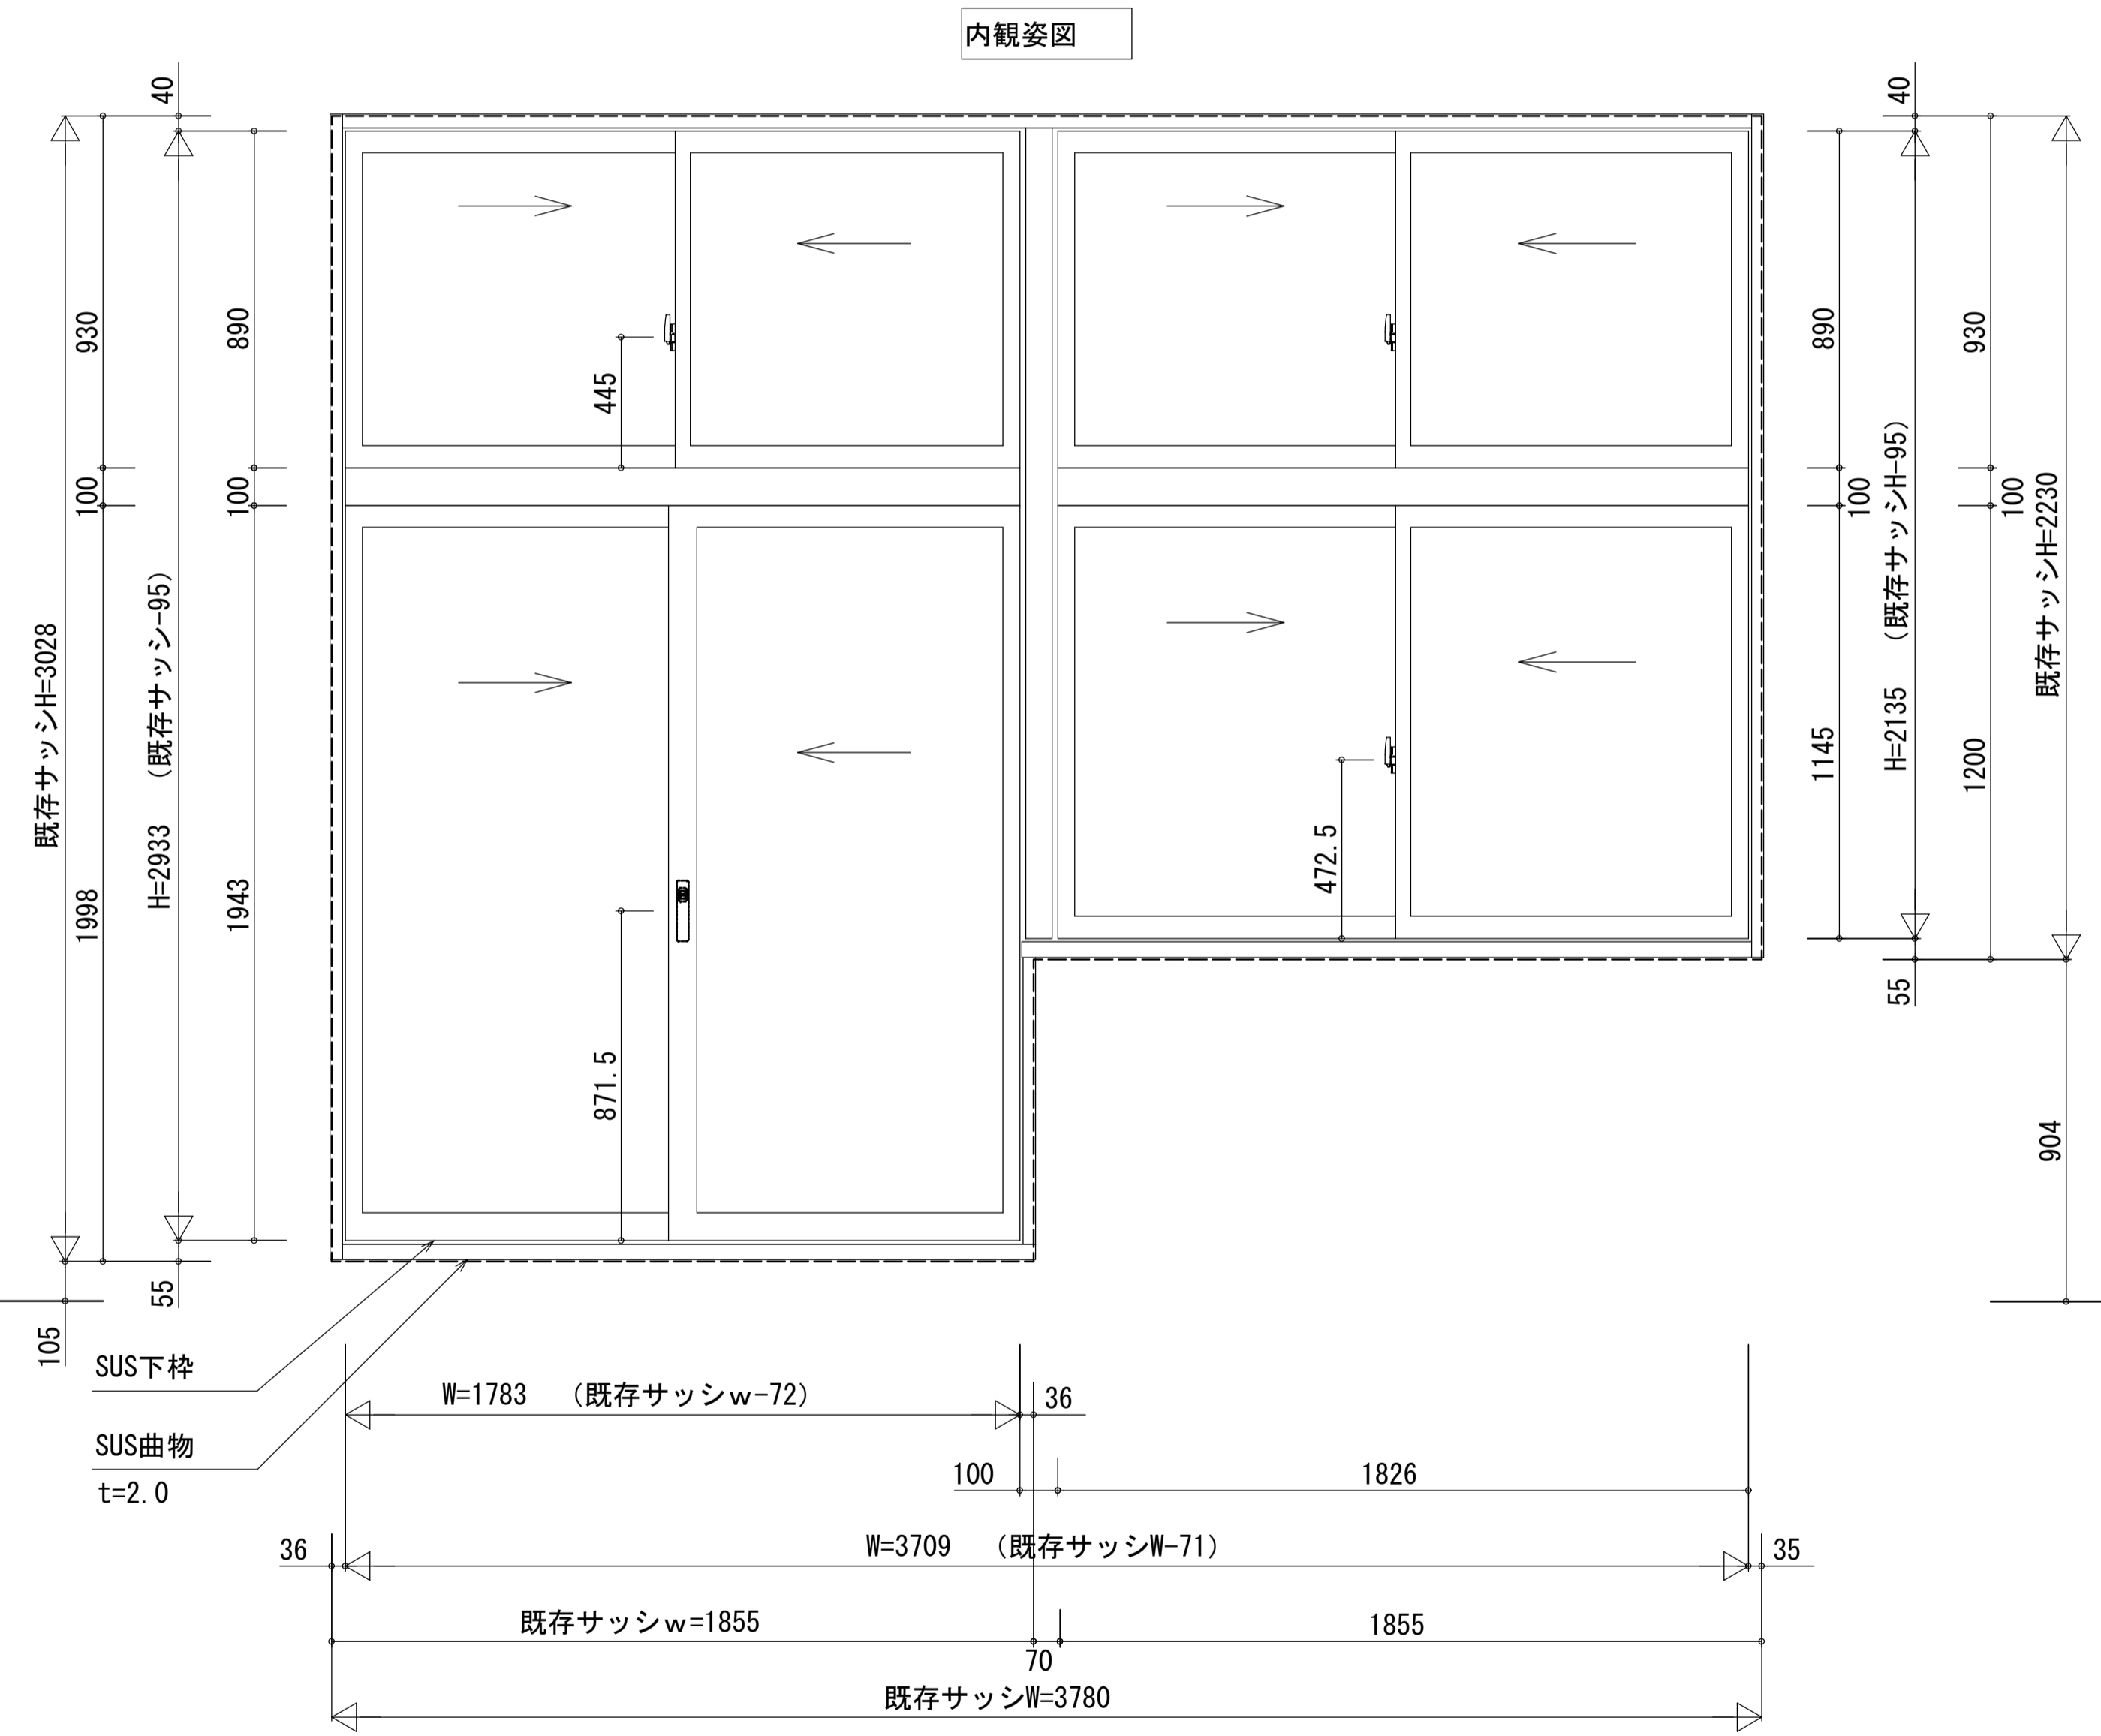 内観姿図
40
930
100
1998
既存サッシH=3028
105
H=2933 (既存サッシ-95)
890
100
1943
55
445
871.5
472.5
40
890
100
1145
H=2135 (既存サッシH-95)
55
930
100
1200
既存サッシH=2230
904
SUS下枠
SUS曲物
t=2.0
W=1783 (既存サッシw-72)
36
100
1826
36
W=3709 (既存サッシW-71)
35
既存サッシw=1855
70
1855
既存サッシW=3780